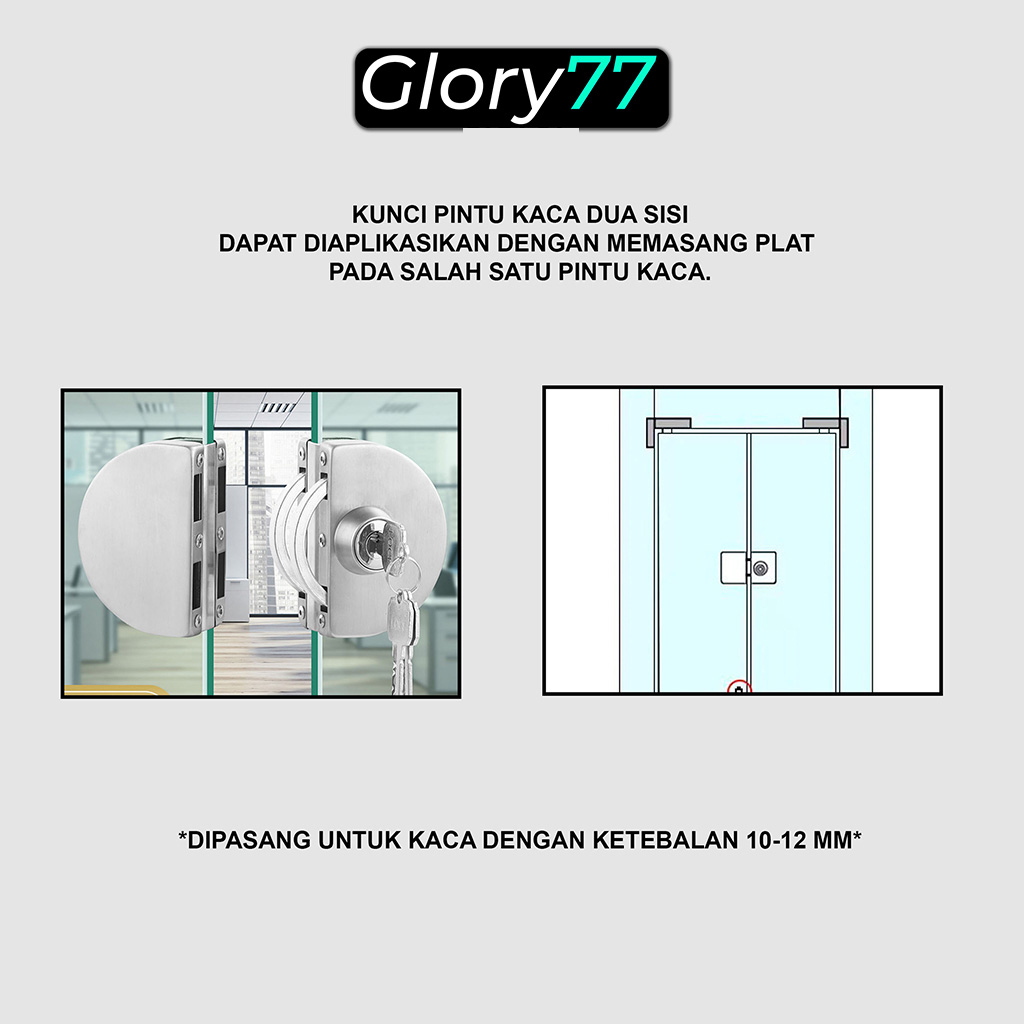 Glory77
KUNCI PINTU KACA DUA SISI
DAPAT DIAPLIKASIKAN DENGAN MEMASANG PLAT
PADA SALAH SATU PINTU KACA.
*DIPASANG UNTUK KACA DENGAN KETEBALAN 10-12 MM*